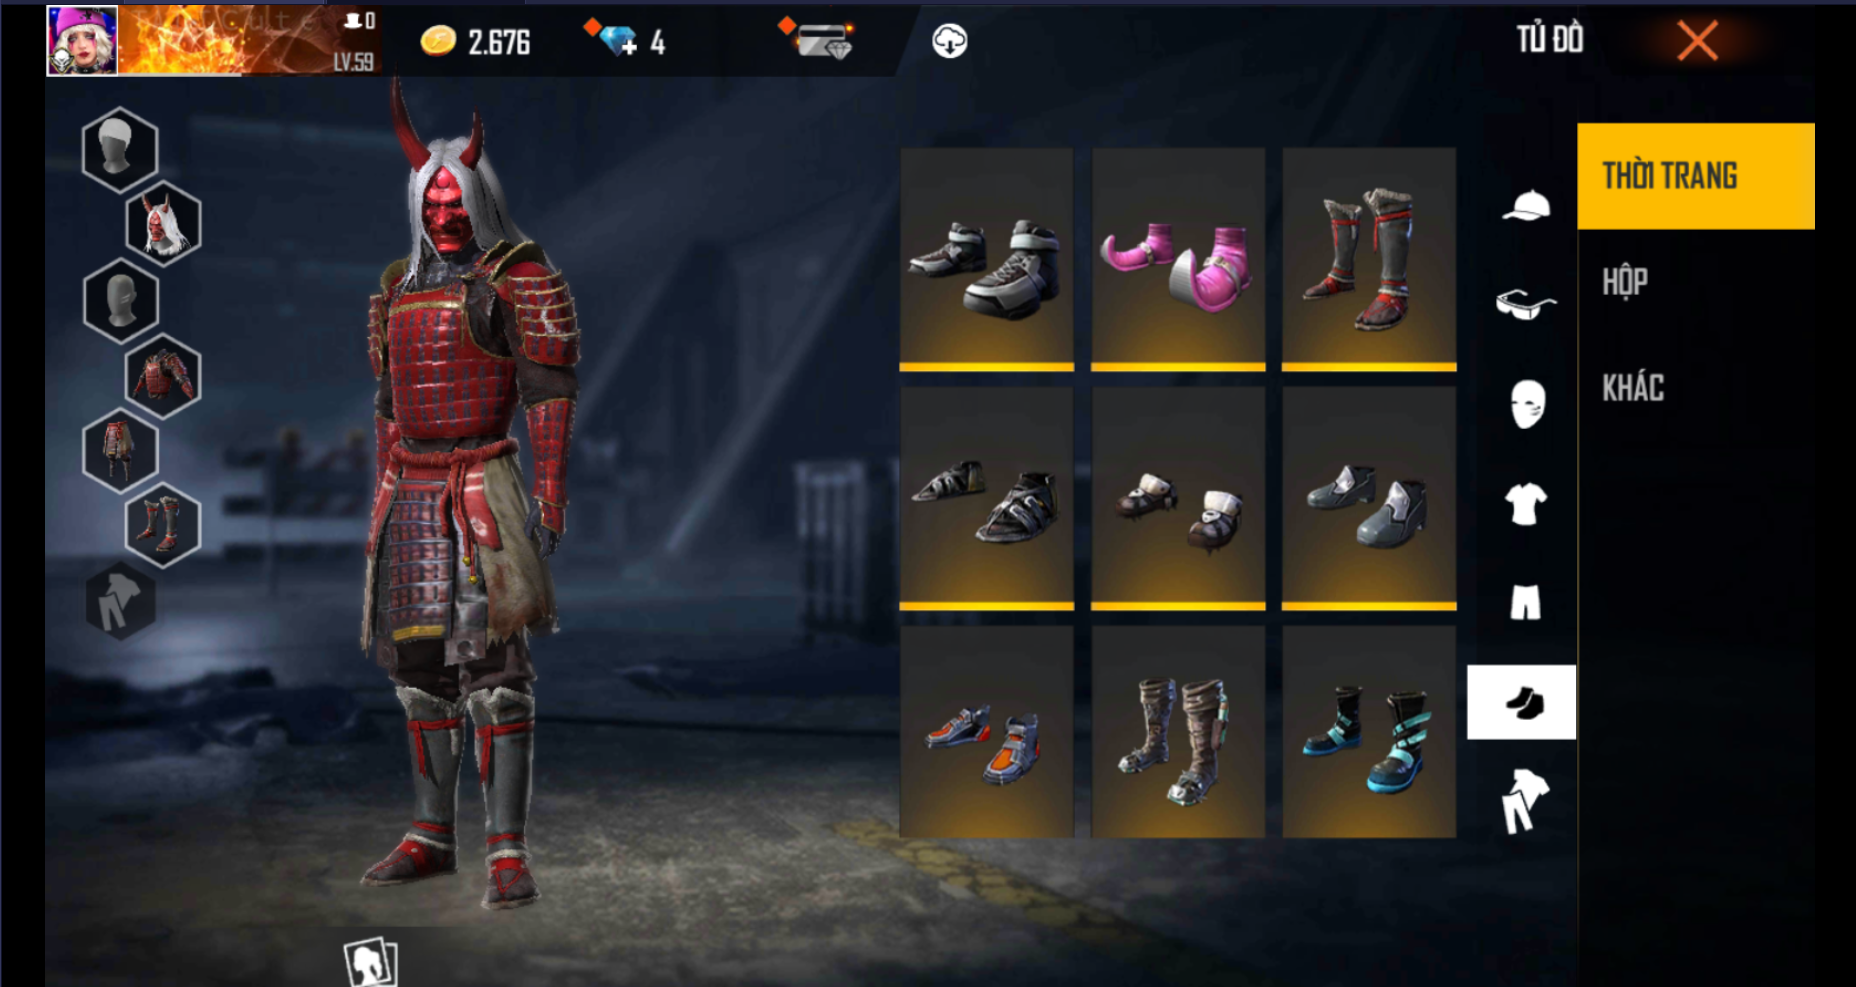 0
LV.59
2.676
4
TỦ ĐỒ
THỜI TRANG
HỘP
KHÁC